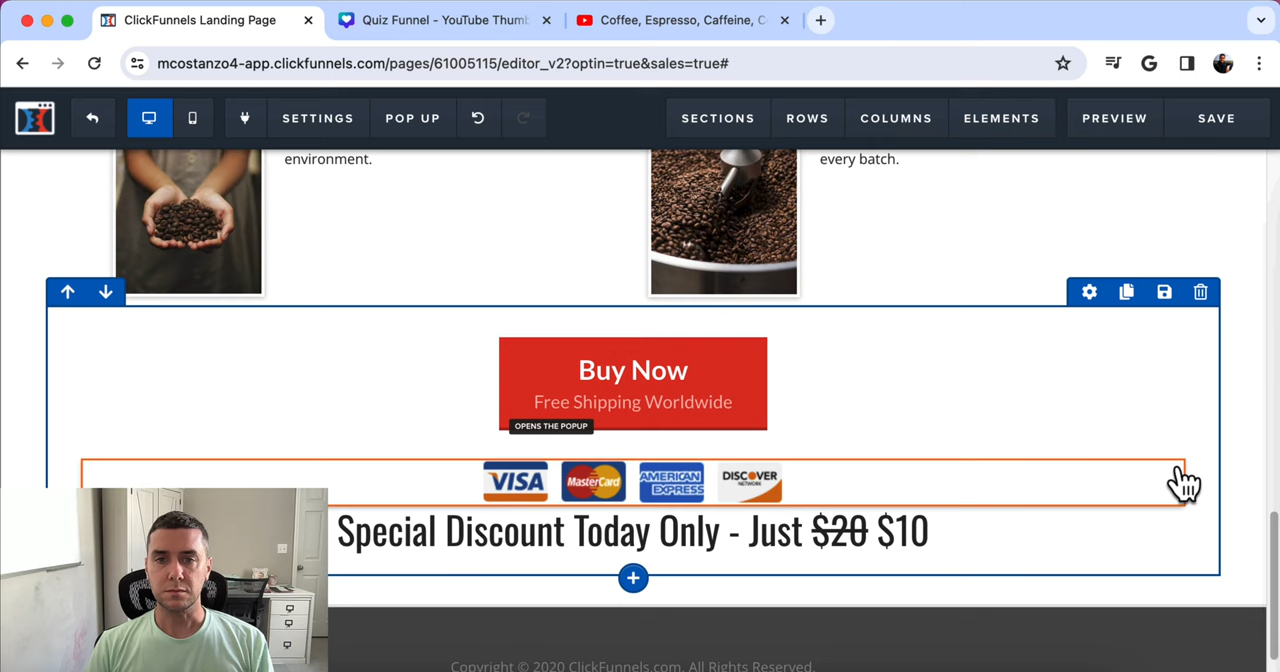 ClickFunnels Landing Page
Quiz Funnel - YouTube Thumb
Coffee, Espresso, Caffeine, C
mcostanzo4-app.clickfunnels.com/pages/61005115/editor_v2?optin=true&sales=true#
SETTINGS
POP UP
SECTIONS
ROWS
COLUMNS
ELEMENTS
PREVIEW
SAVE
environment.
every batch.
Buy Now
Free Shipping Worldwide
OPENS THE POPUP
VISA
MasterCard
AMERICAN EXPRESS
DISCOVER
NETWORK
Special Discount Today Only - Just $20 $10
Copyright © 2020 ClickFunnels.com. All Rights Reserved.